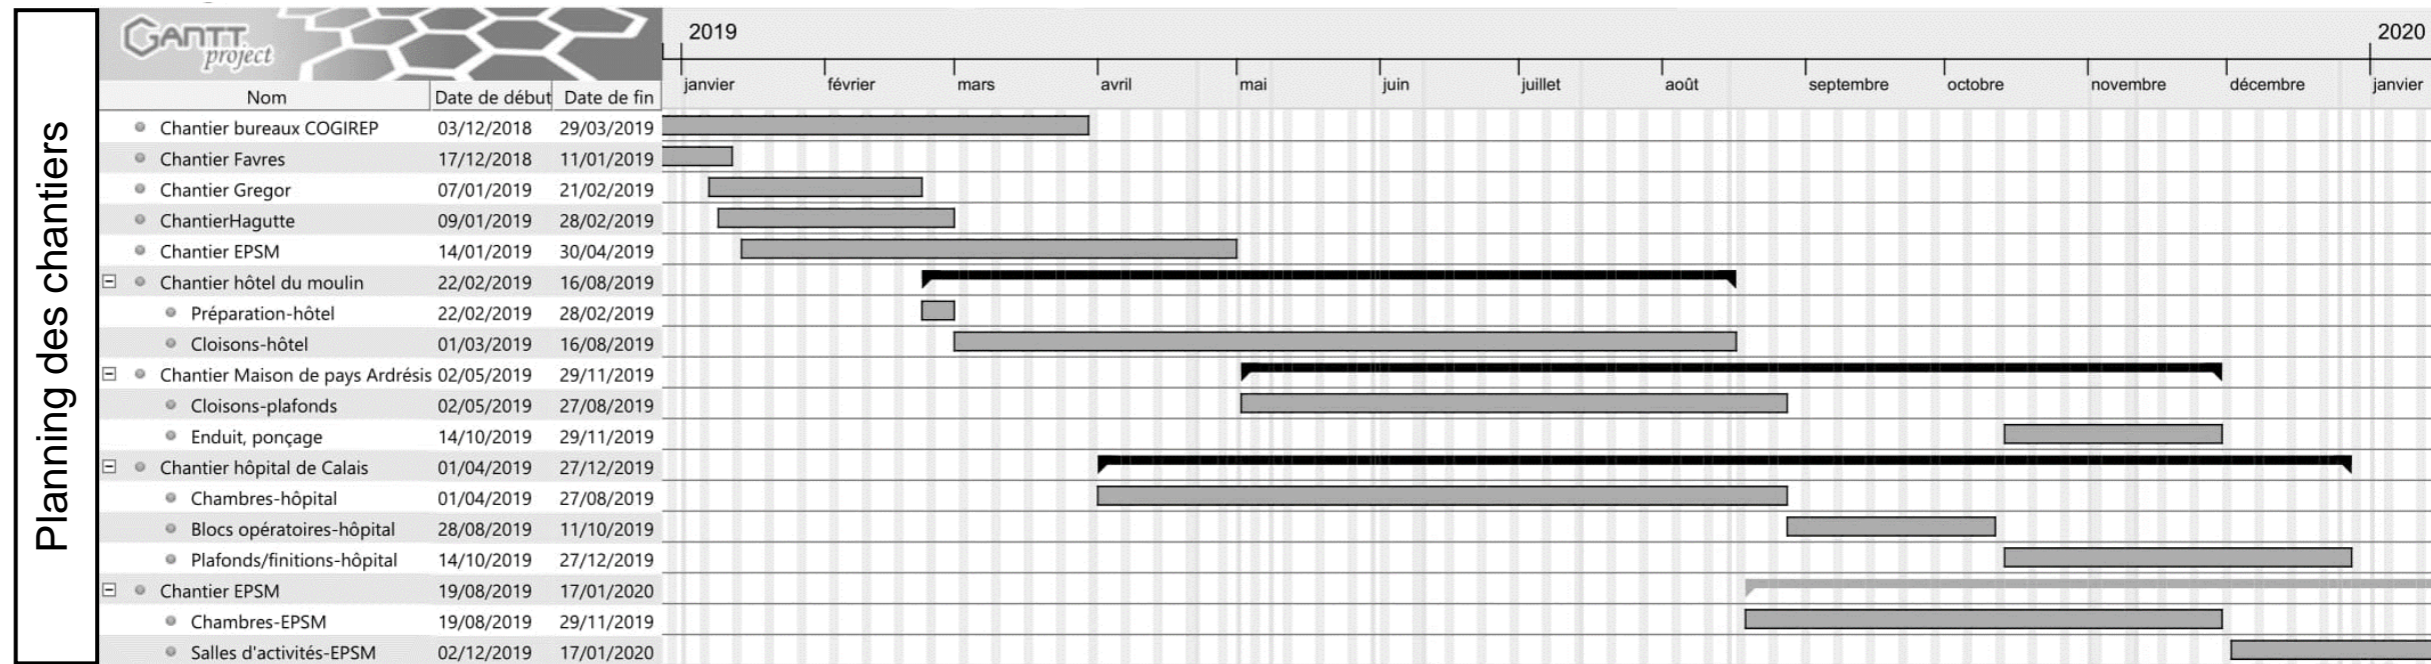 Planning des chantiers
GANTT
project
2019
2020
janvier février mars avril mai juin juillet août septembre octobre novembre décembre janvier
Nom Date de début Date de fin
Chantier bureaux COGIREP 03/12/2018 29/03/2019
Chantier Favres 17/12/2018 11/01/2019
Chantier Gregor 07/01/2019 21/02/2019
ChantierHagutte 09/01/2019 28/02/2019
Chantier EPSM 14/01/2019 30/04/2019
Chantier hôtel du moulin 22/02/2019 16/08/2019
Préparation-hôtel 22/02/2019 28/02/2019
Cloisons-hôtel 01/03/2019 16/08/2019
Chantier Maison de pays Ardrésis 02/05/2019 29/11/2019
Cloisons-plafonds 02/05/2019 27/08/2019
Enduit, ponçage 14/10/2019 29/11/2019
Chantier hôpital de Calais 01/04/2019 27/12/2019
Chambres-hôpital 01/04/2019 27/08/2019
Blocs opératoires-hôpital 28/08/2019 11/10/2019
Plafonds/finitions-hôpital 14/10/2019 27/12/2019
Chantier EPSM 19/08/2019 17/01/2020
Chambres-EPSM 19/08/2019 29/11/2019
Salles d'activités-EPSM 02/12/2019 17/01/2020